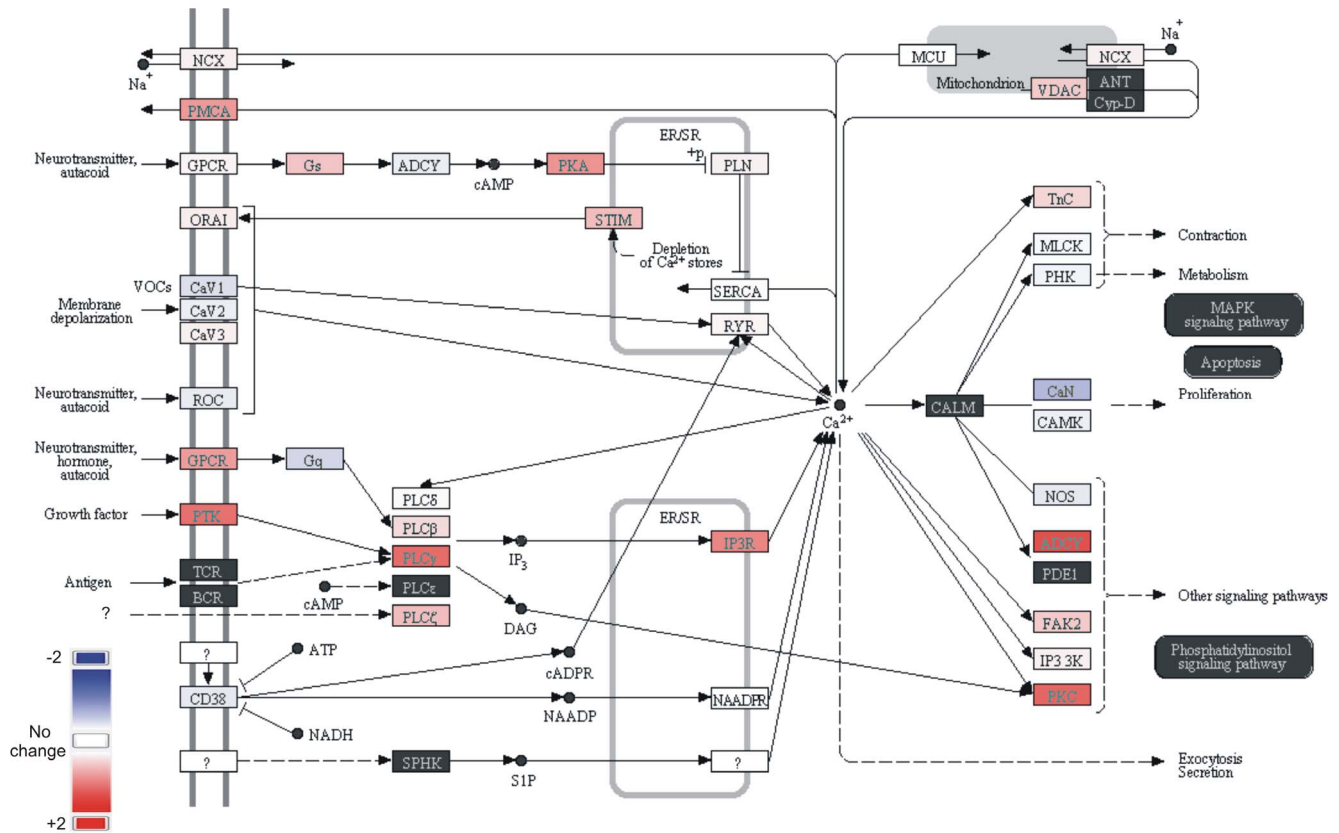 NCX
Na+
MCU
NCX
Na+
Mitochondrion
VDAC
ANT
Cyp-D
PMCA
ER/SR
Neurotransmitter,
autacoid
GPCR
Gs
ADCY
cAMP
PKA
+p
PLN
ORAI
STIM
Depletion
of Ca2+ stores
TnC
MLCK
PHK
Contraction
Metabolism
VOCs
CaV1
Membrane
depolarization
CaV2
CaV3
SERCA
RYR
MAPK
signalng pathway
Apoptosis
Neurotransmitter,
autacoid
ROC
Ca2+
CALM
CaN
CAMK
Proliferation
Neurotransmitter,
hormone,
autacoid
GPCR
Gq
PLCδ
PLCβ
PLCγ
PLCε
PLCζ
Growth factor
PTK
IP3
ER/SR
IP3R
NOS
ADCY
PDE1
Antigen
TCR
BCR
cAMP
DAG
?
FAK2
IP3 3K
PKC
Other signaling pathways
Phosphatidylinositol
signaling pathway
?
ATP
cADPR
CD38
NAADP
NAADPR
NADH
?
SPHK
S1P
?
Exocytosis
Secretion
-2
No
change
+2